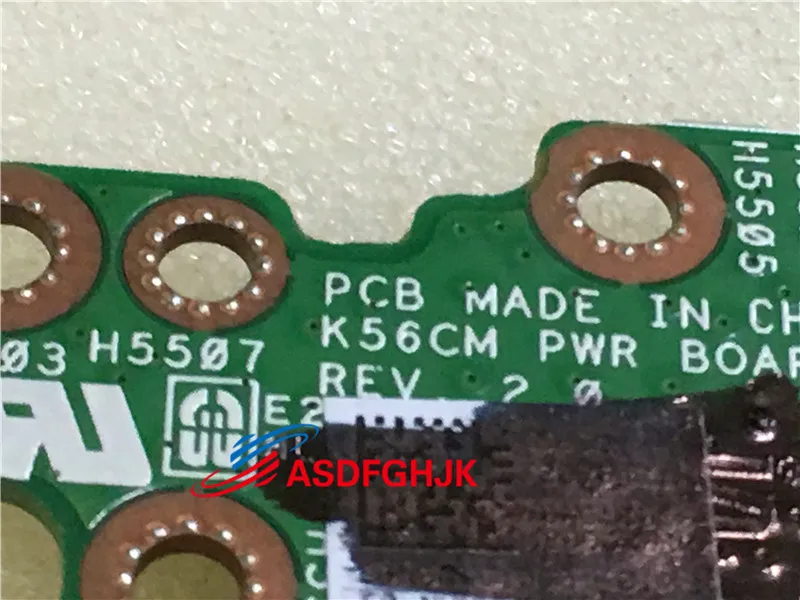 H5505
PCB MADE IN CH
K56CM PWR BOAR
REV. 2.0
03 H5507
E2
ASDFGHJK